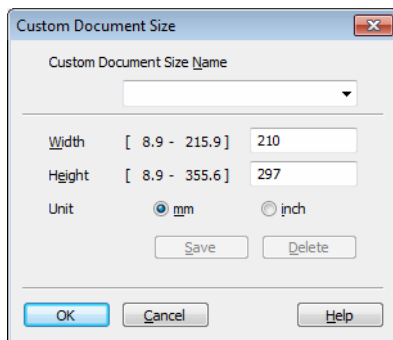 Custom Document Size
Custom Document Size Name
Width [ 8.9 - 215.9 ] 210
Height [ 8.9 - 355.6 ] 297
Unit mm inch
Save Delete
OK Cancel Help